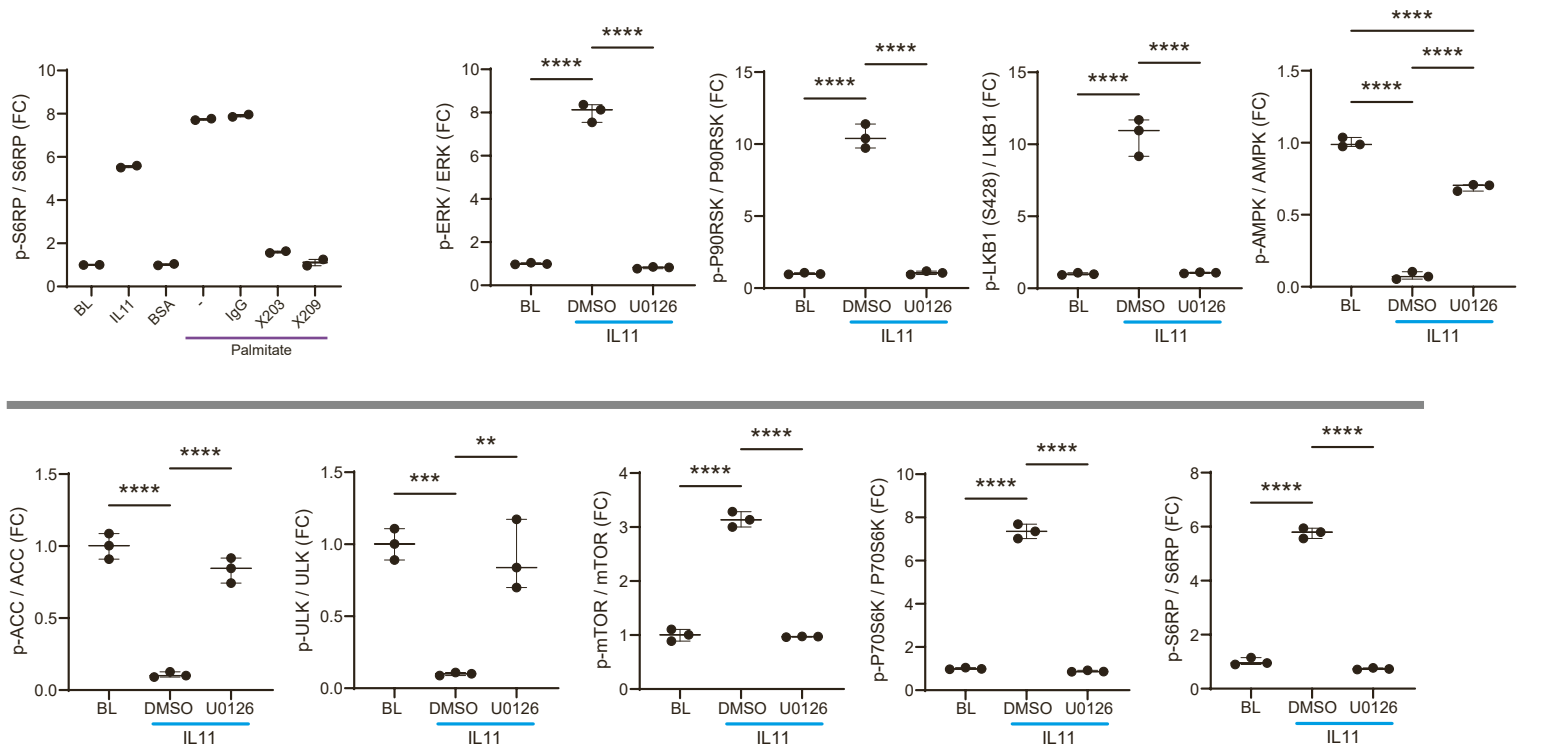 p-S6RP / S6RP (FC)
10
8
6
4
2
0
BL
IL11
BSA
-
IgG
X203
X209
Palmitate
p-ERK / ERK (FC)
10
8
6
4
2
0
****
****
BL
DMSO
U0126
IL11
p-P90RSK / P90RSK (FC)
15
10
5
0
****
****
BL
DMSO
U0126
IL11
p-LKB1 (S428) / LKB1 (FC)
15
10
5
0
****
****
BL
DMSO
U0126
IL11
p-AMPK / AMPK (FC)
1.5
1.0
0.5
0.0
****
****
****
BL
DMSO
U0126
IL11
p-ACC / ACC (FC)
1.5
1.0
0.5
0.0
****
****
BL
DMSO
U0126
IL11
p-ULK / ULK (FC)
1.5
1.0
0.5
0.0
**
***
BL
DMSO
U0126
IL11
p-mTOR / mTOR (FC)
4
3
2
1
0
****
****
BL
DMSO
U0126
IL11
p-P70S6K / P70S6K (FC)
10
8
6
4
2
0
****
****
BL
DMSO
U0126
IL11
p-S6RP / S6RP (FC)
8
6
4
2
0
****
****
BL
DMSO
U0126
IL11